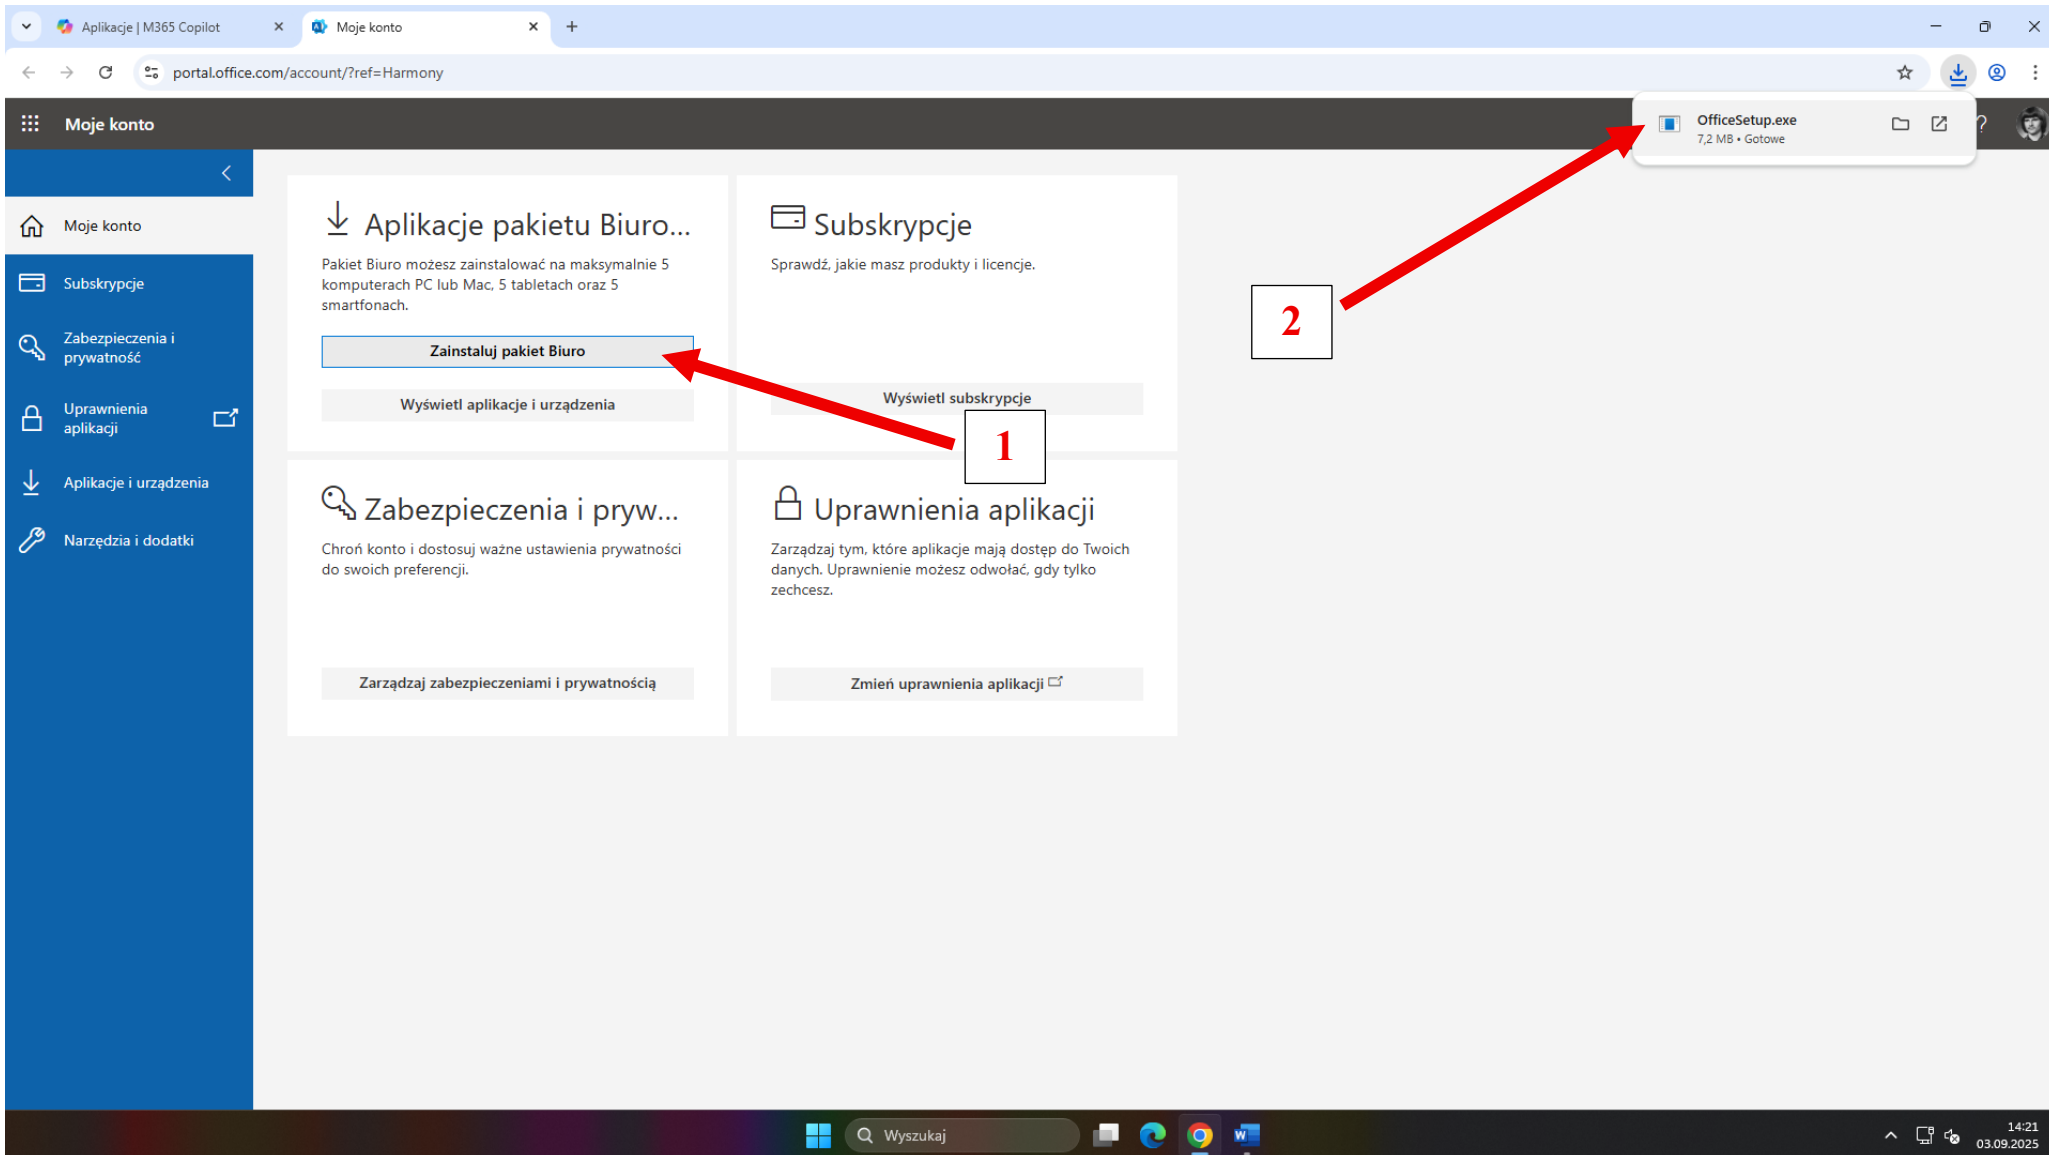 Aplikacje | M365 Copilot
Moje konto
portal.office.com/account/?ref=Harmony
Moje konto
OfficeSetup.exe
7,2 MB • Gotowe
?
Moje konto
Subskrypcje
Zabezpieczenia i
prywatność
Uprawnienia
aplikacji
Aplikacje i urządzenia
Narzędzia i dodatki
Aplikacje pakietu Biuro...
Pakiet Biuro możesz zainstalować na maksymalnie 5
komputerach PC lub Mac, 5 tabletach oraz 5
smartfonach.
Zainstaluj pakiet Biuro
Wyświetl aplikacje i urządzenia
Subskrypcje
Sprawdź, jakie masz produkty i licencje.
Wyświetl subskrypcje
1
2
Zabezpieczenia i pryw...
Chroń konto i dostosuj ważne ustawienia prywatności
do swoich preferencji.
Zarządzaj zabezpieczeniami i prywatnością
Uprawnienia aplikacji
Zarządzaj tym, które aplikacje mają dostęp do Twoich
danych. Uprawnienie możesz odwołać, gdy tylko
zechcesz.
Zmień uprawnienia aplikacji
Wyszukaj
14:21
03.09.2025